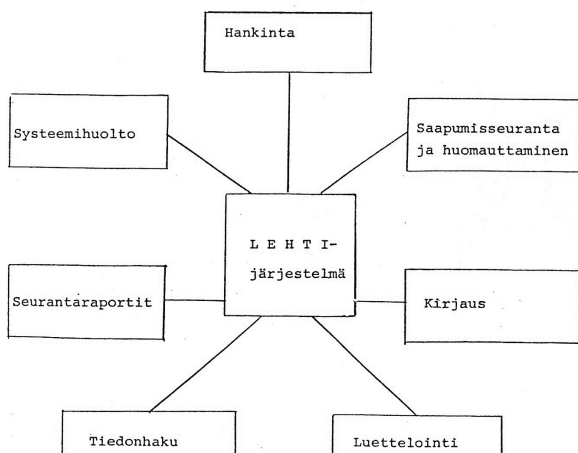 Hankinta
Systeemihuolto
Saapumisseuranta
ja huomauttaminen
L E H T I-
järjestelmä
Seurantaraportit
Kirjaus
Tiedonhaku
Luettelointi